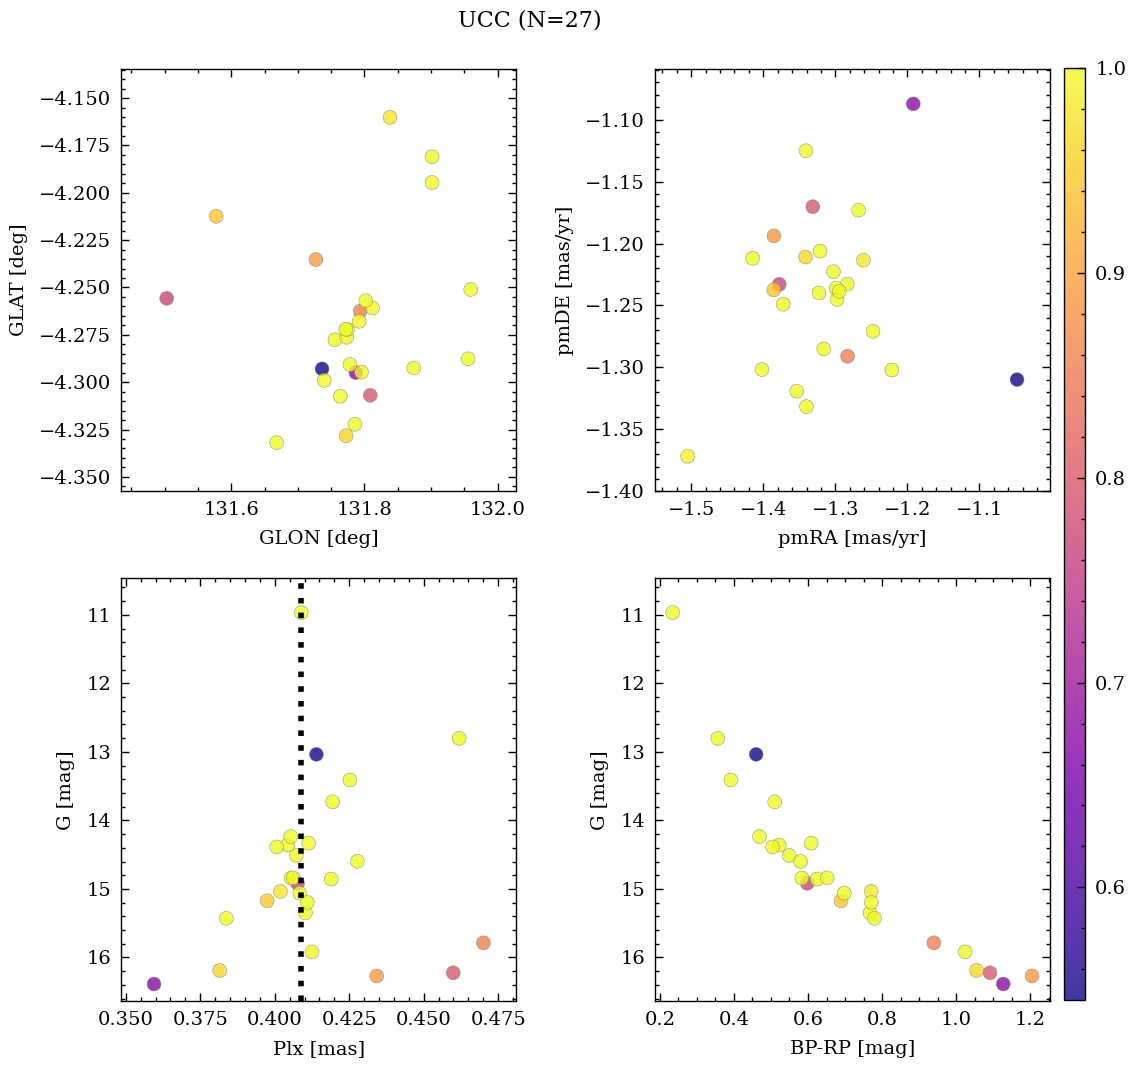 UCC (N=27)
−4.150
−4.175
−4.200
−4.225
−4.250
−4.275
−4.300
−4.325
−4.350
GLAT [deg]
131.6 131.8 132.0
GLON [deg]
−1.10
−1.15
−1.20
−1.25
−1.30
−1.35
−1.40
pmDE [mas/yr]
−1.5 −1.4 −1.3 −1.2 −1.1
pmRA [mas/yr]
11
12
13
14
15
16
G [mag]
0.350 0.375 0.400 0.425 0.450 0.475
Plx [mas]
11
12
13
14
15
16
G [mag]
0.2 0.4 0.6 0.8 1.0 1.2
BP-RP [mag]
1.0
0.9
0.8
0.7
0.6